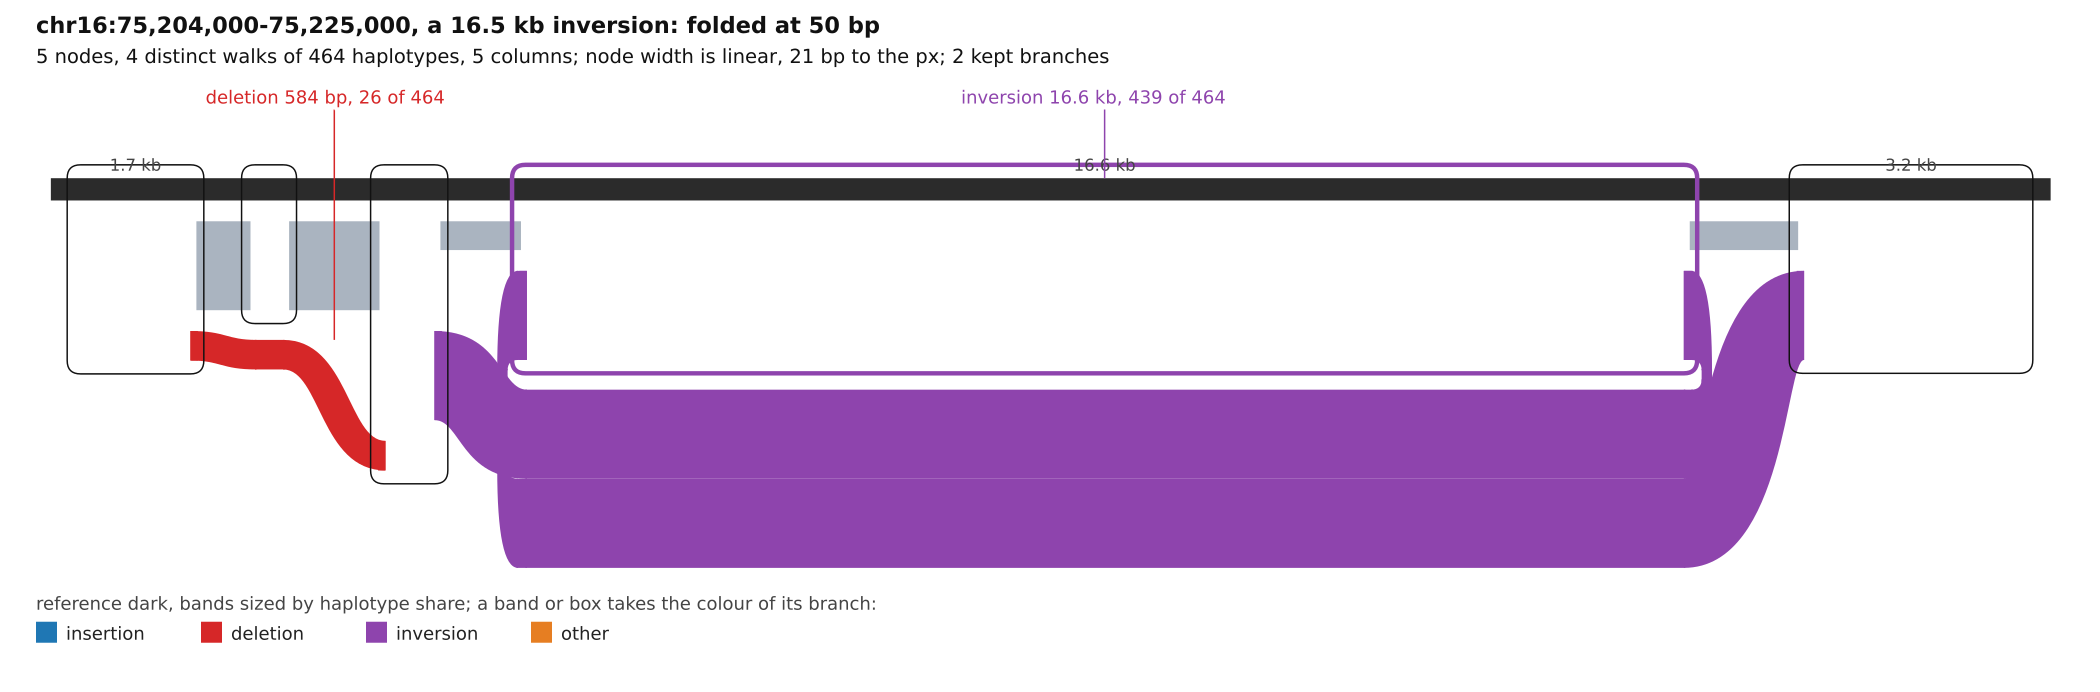 chr16:75,204,000-75,225,000, a 16.5 kb inversion: folded at 50 bp
5 nodes, 4 distinct walks of 464 haplotypes, 5 columns; node width is linear, 21 bp to the px; 2 kept branches
deletion 584 bp, 26 of 464
inversion 16.6 kb, 439 of 464
1.7 kb
16.6 kb
3.2 kb
reference dark, bands sized by haplotype share; a band or box takes the colour of its branch:
insertion
deletion
inversion
other